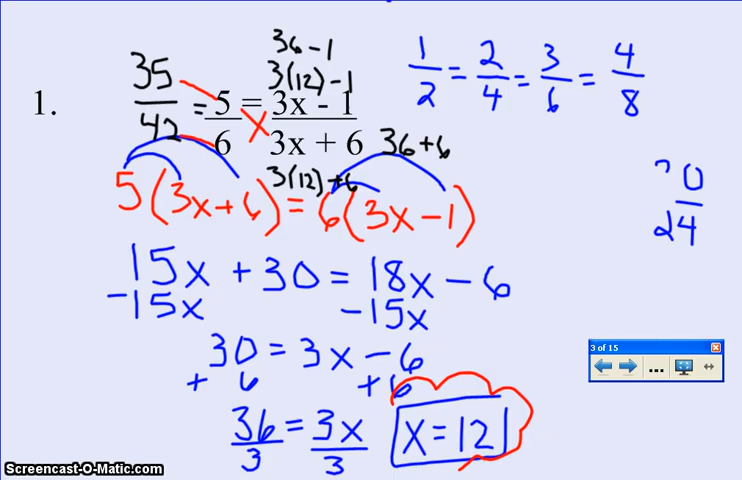 36 - 1
35/42 = 3(12) - 1
1. 5/6 = (3x - 1)/(3x + 6)
36 + 6
3(12) + 6
1/2 = 2/4 = 3/6 = 4/8
5(3x + 6) = 6(3x - 1)
24
15x + 30 = 18x - 6
-15x -15x
30 = 3x - 6
+ 6 + 6
36/3 = 3x/3
x = 12
3 of 15
...
Screencast-O-Matic.com